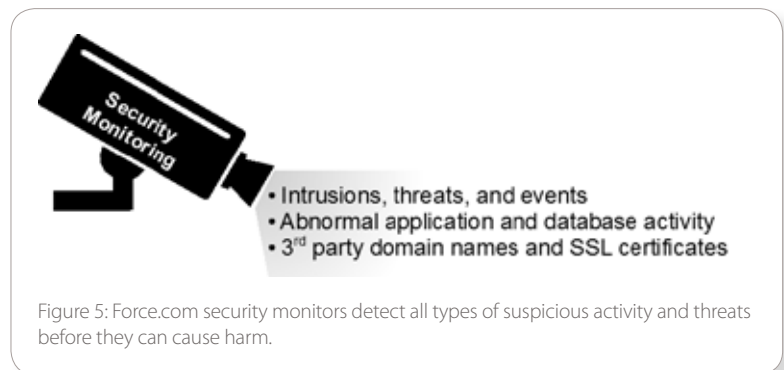 Security
Monitoring
• Intrusions, threats, and events
• Abnormal application and database activity
• 3rd party domain names and SSL certificates
Figure 5: Force.com security monitors detect all types of suspicious activity and threats
before they can cause harm.